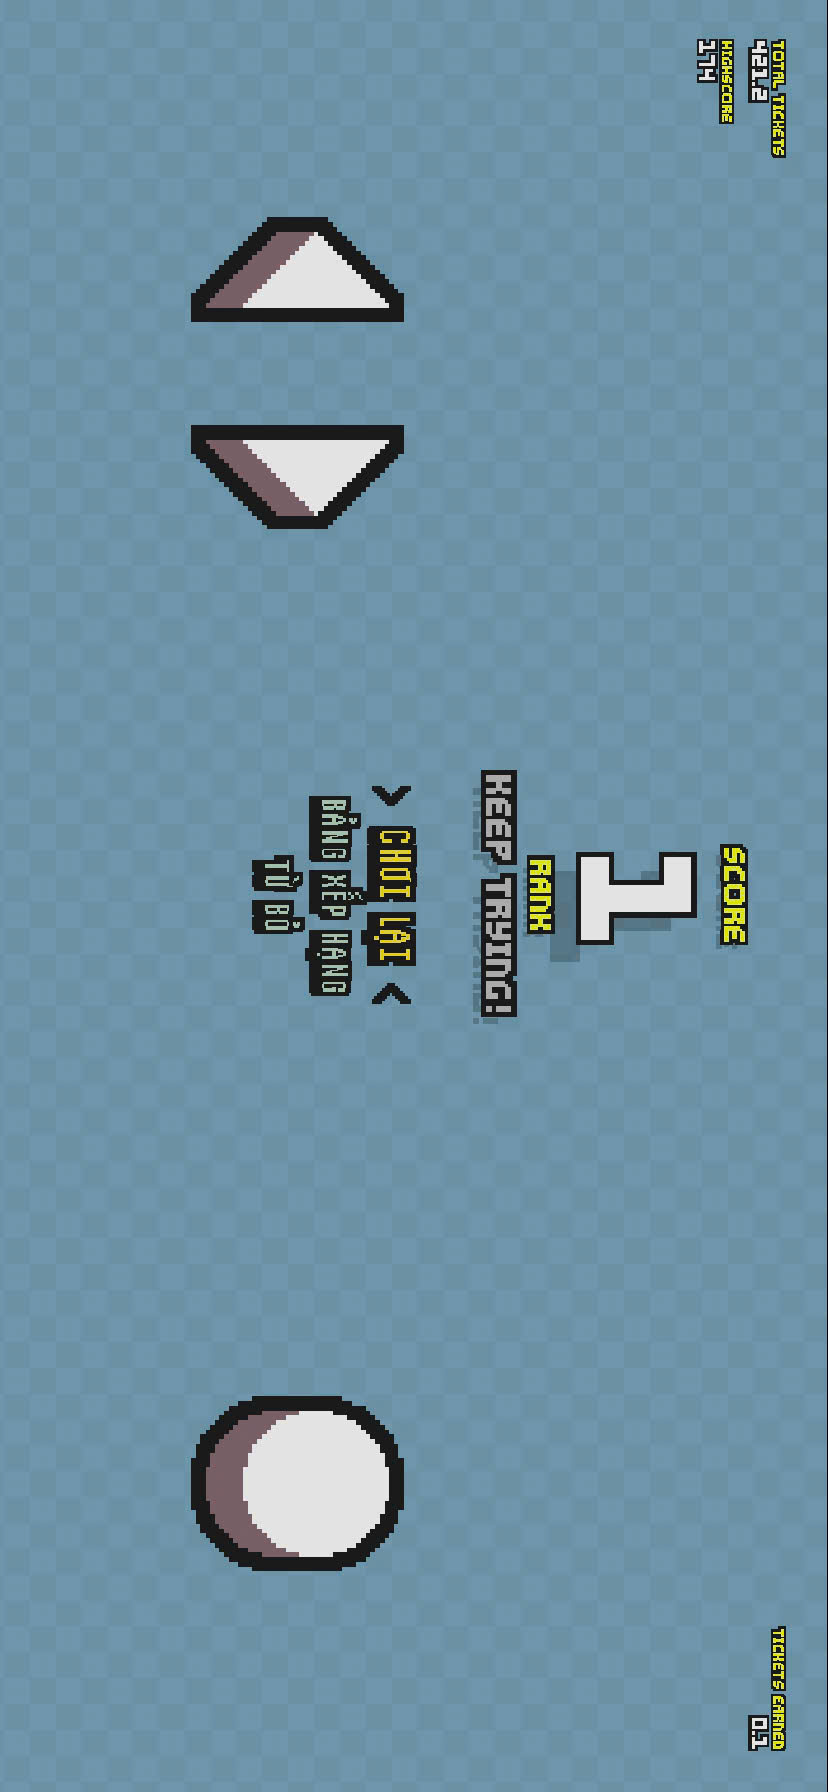 TOTAL TICKETS
421.2
HIGHSCORE
174
TICKETS EARNED
0.1
SCORE
1
RANK
KEEP TRYING!
> CHƠI LẠI <
BẢNG XẾP HẠNG
TỪ BỎ